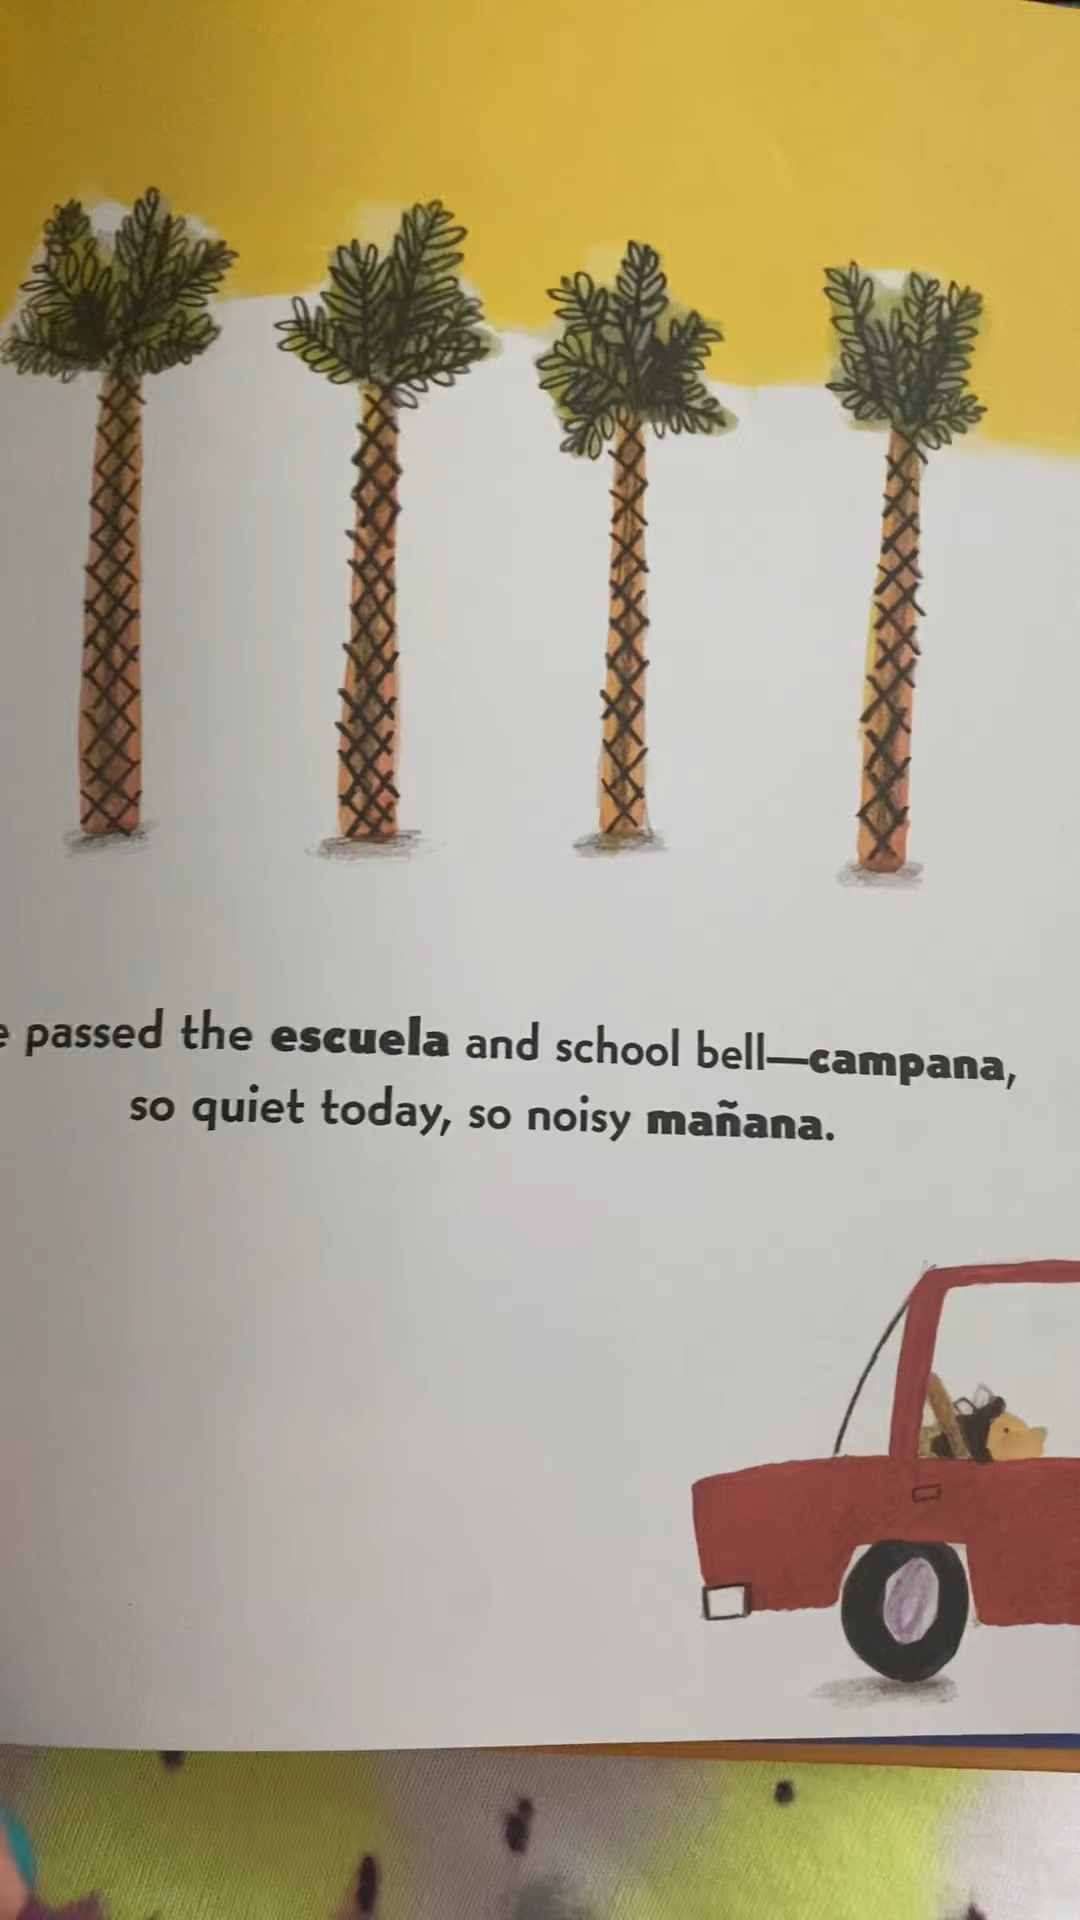 passed the escuela and school bell—campana,
so quiet today, so noisy mañana.